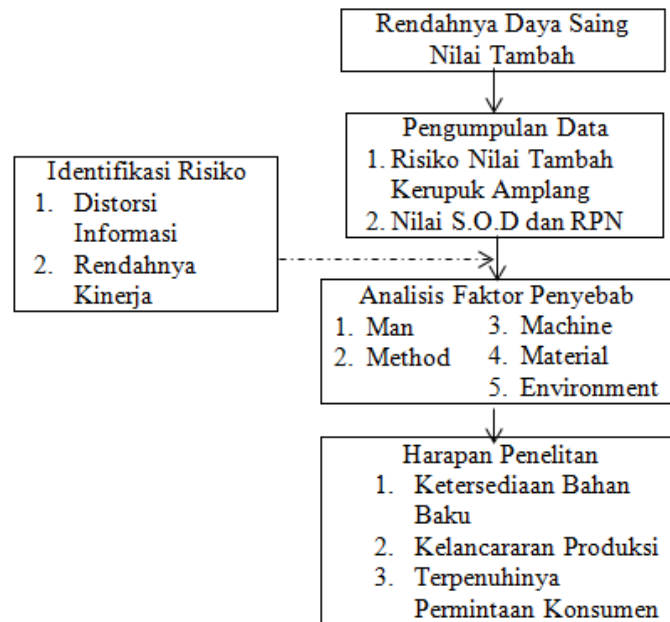 Rendahnya Daya Saing
Nilai Tambah
Pengumpulan Data
1. Risiko Nilai Tambah
Kerupuk Amplang
2. Nilai S.O.D dan RPN
Identifikasi Risiko
1. Distorsi
Informasi
2. Rendahnya
Kinerja
Analisis Faktor Penyebab
1. Man
2. Method
3. Machine
4. Material
5. Environment
Harapan Penelitan
1. Ketersediaan Bahan
Baku
2. Kelancararan Produksi
3. Terpenuhinya
Permintaan Konsumen